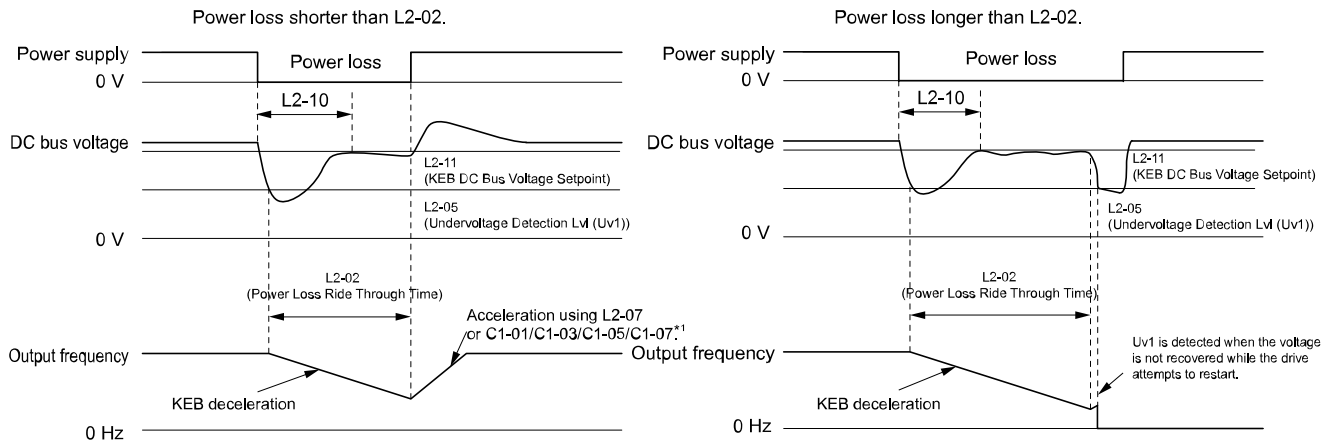 Power loss shorter than L2-02.
Power supply
Power loss
0 V
L2-10
DC bus voltage
L2-11
(KEB DC Bus Voltage Setpoint)
L2-05
(Undervoltage Detection Lvl (Uv1))
0 V
L2-02
(Power Loss Ride Through Time)
Acceleration using L2-07
or C1-01/C1-03/C1-05/C1-07*1
Output frequency
KEB deceleration
0 Hz
Power loss longer than L2-02.
Power supply
Power loss
0 V
L2-10
DC bus voltage
L2-11
(KEB DC Bus Voltage Setpoint)
L2-05
(Undervoltage Detection Lvl (Uv1))
0 V
L2-02
(Power Loss Ride Through Time)
Uv1 is detected when the voltage
is not recovered while the drive
attempts to restart.
Output frequency
KEB deceleration
0 Hz